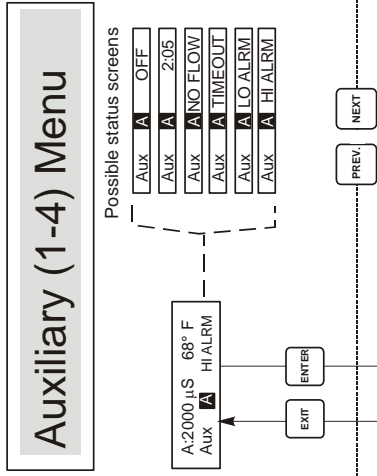 Auxiliary (1-4) Menu
Possible status screens
Aux A OFF
Aux A 2:05
Aux A NO FLOW
Aux A TIMEOUT
Aux A LO ALRM
Aux A HI ALRM
A:2000 µS 68° F
Aux A HI ALRM
EXIT
ENTER
PREV.
NEXT